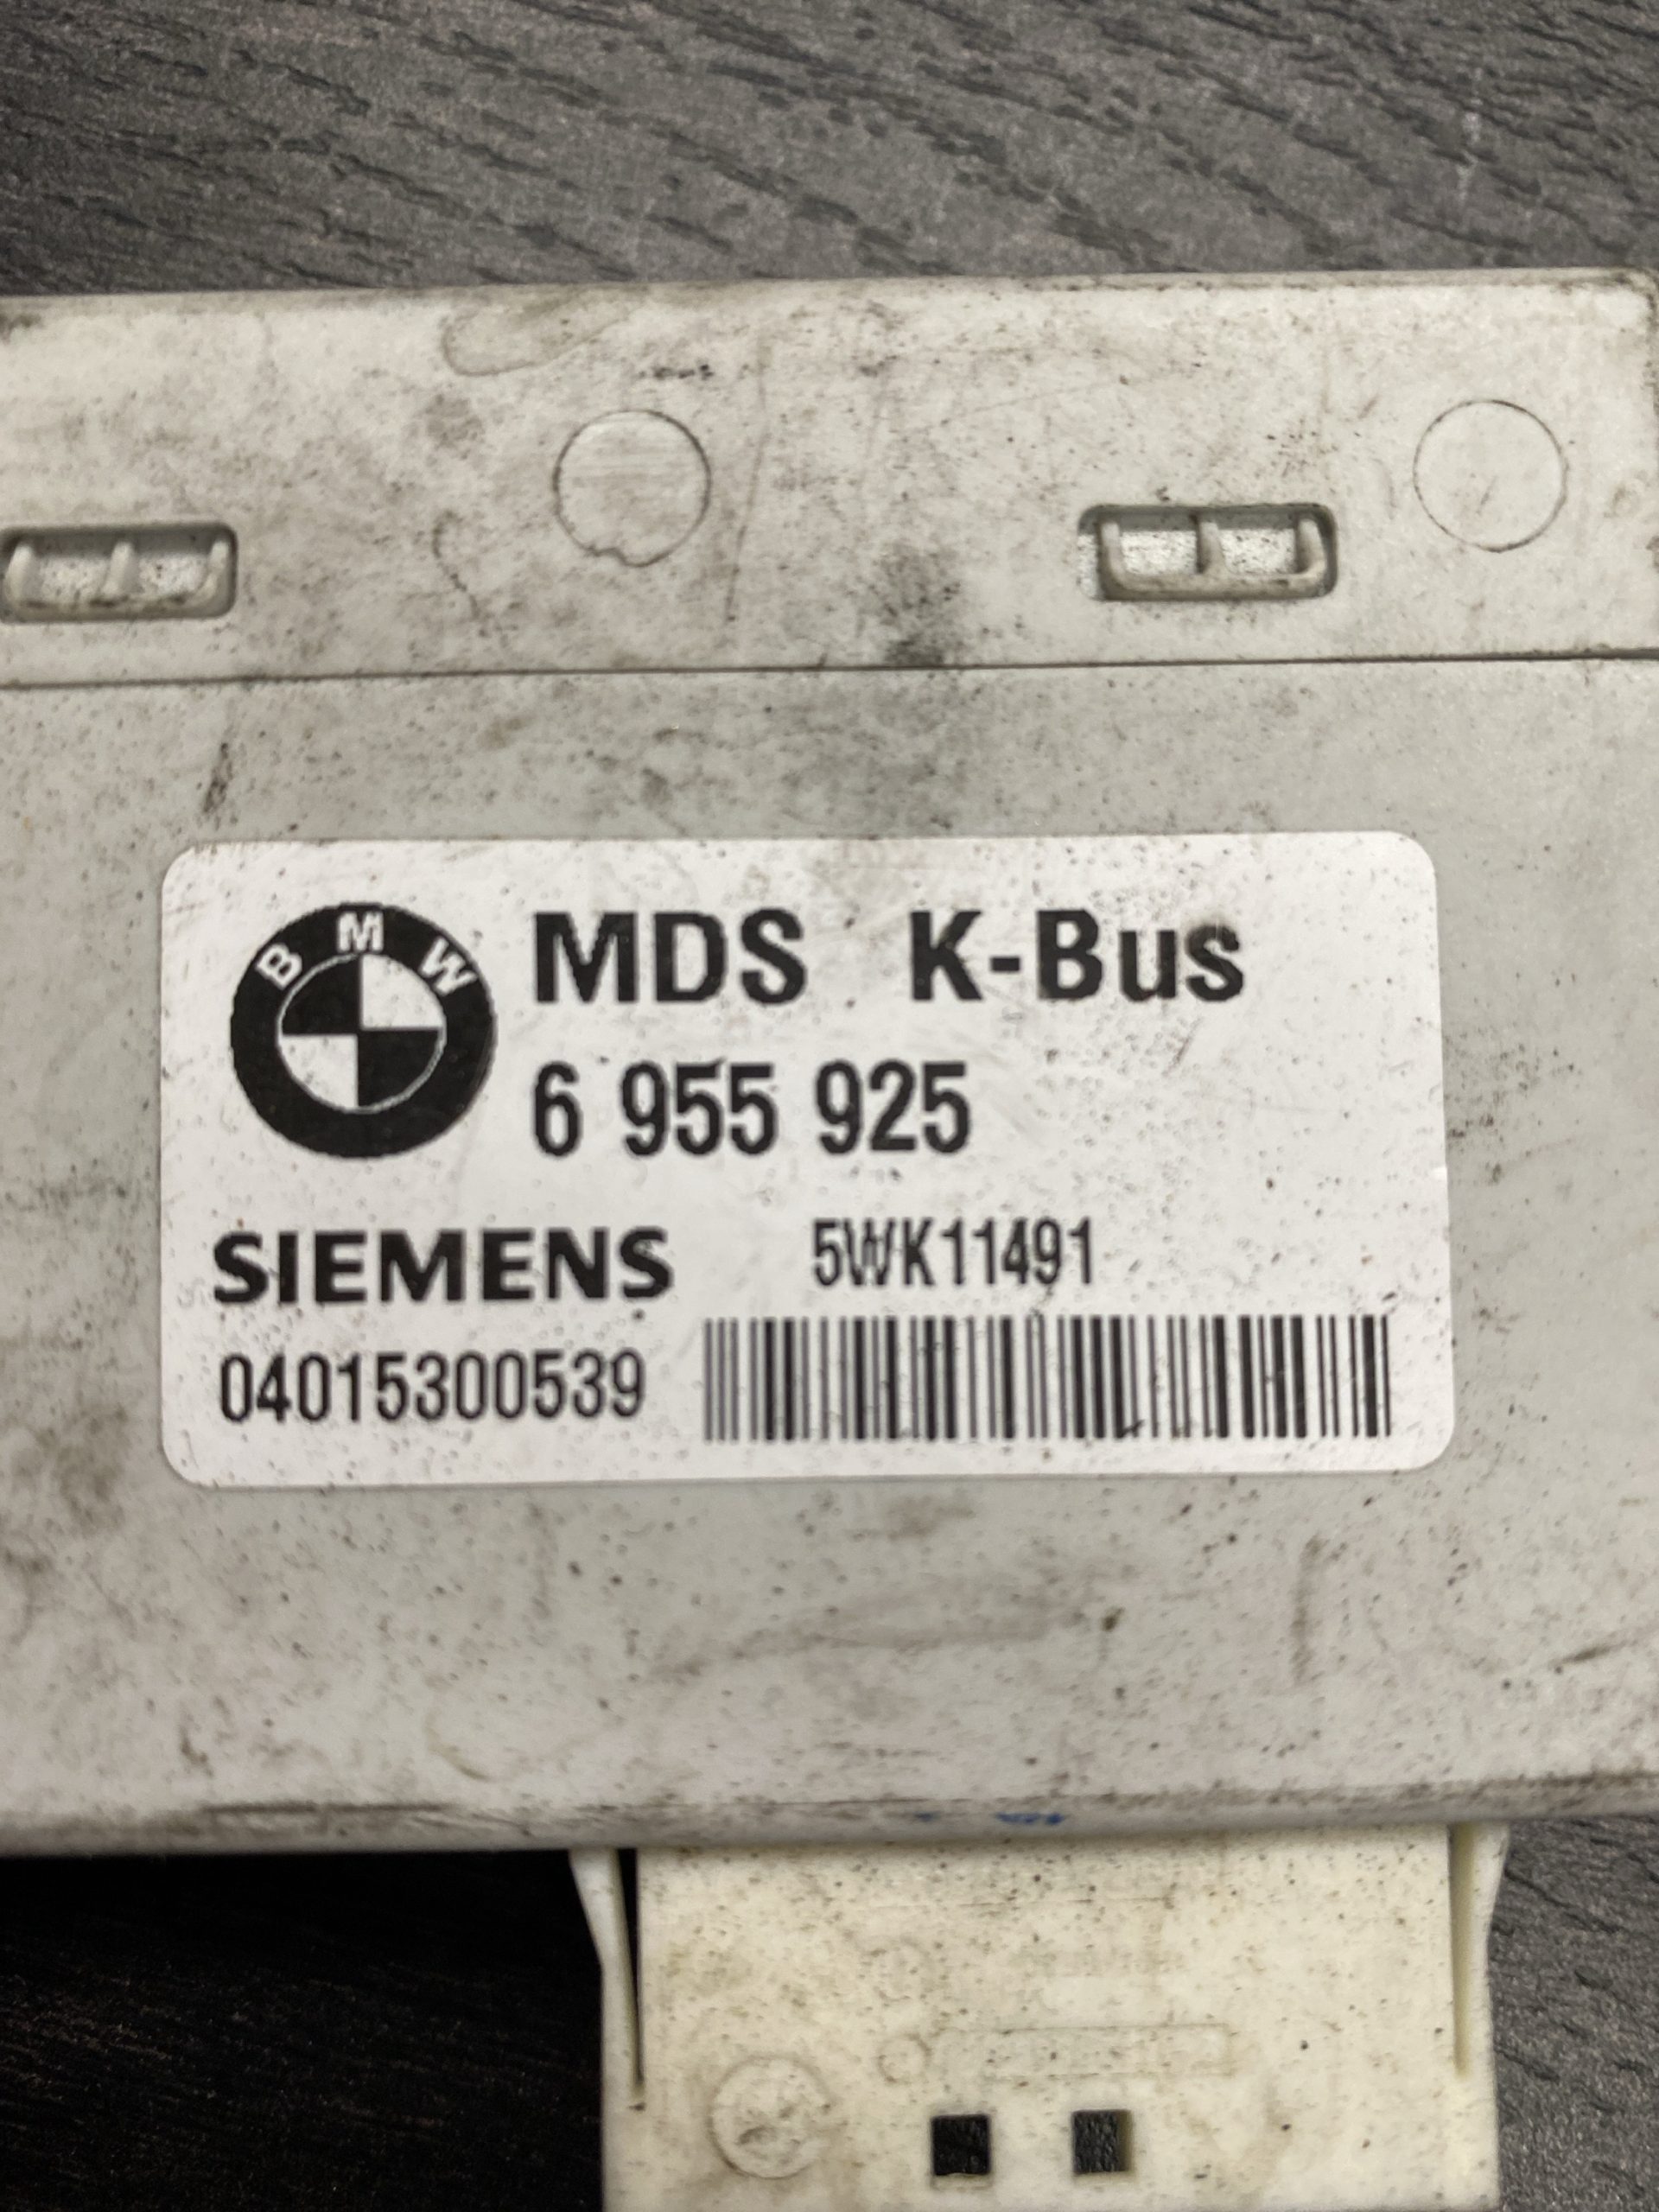 BMW
MDS K-Bus
6 955 925
SIEMENS 5WK11491
04015300539